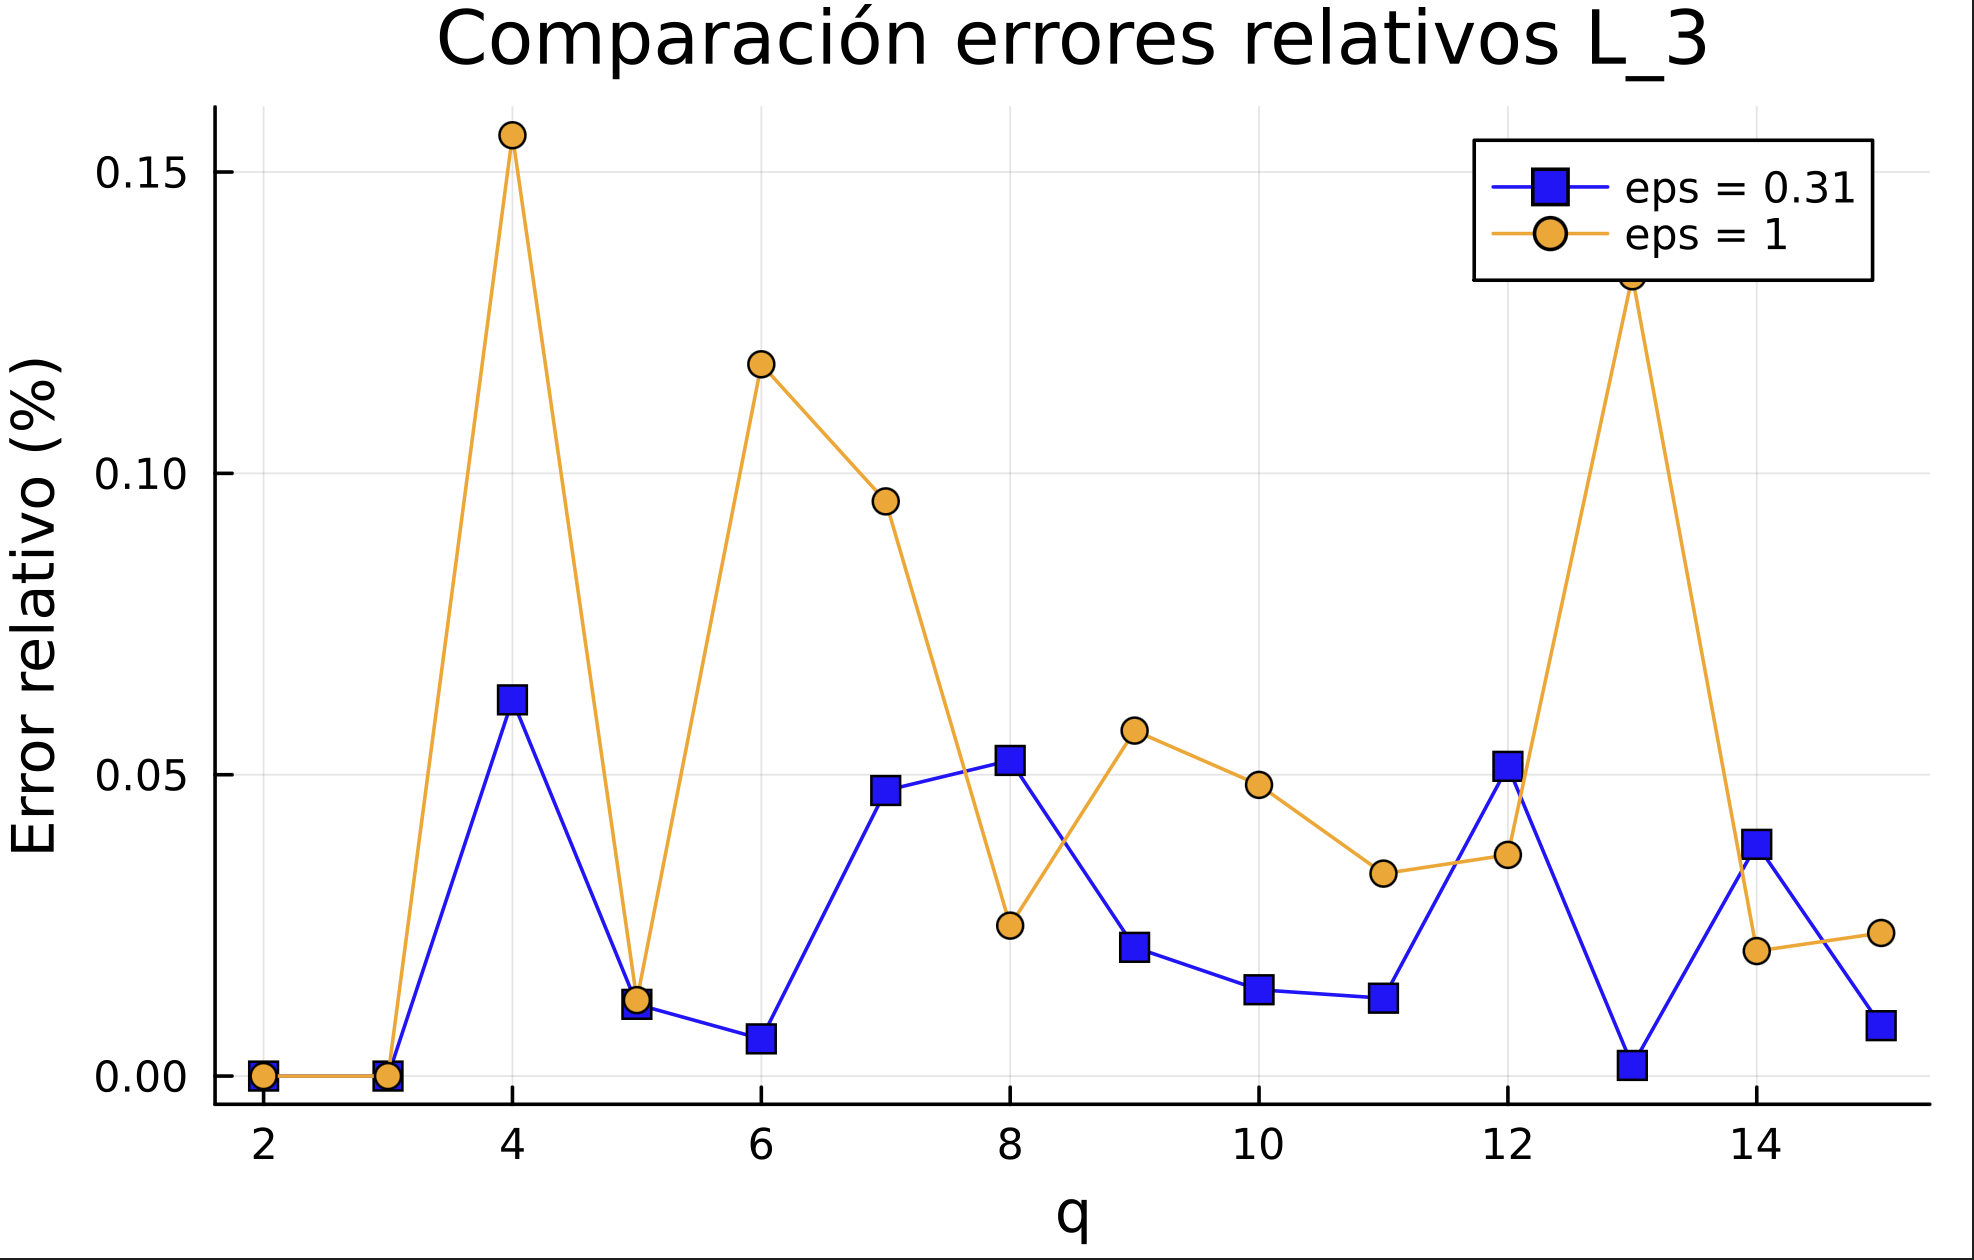 Comparación errores relativos L_3
eps = 0.31
eps = 1
Error relativo (%)
0.15
0.10
0.05
0.00
2 4 6 8 10 12 14
q